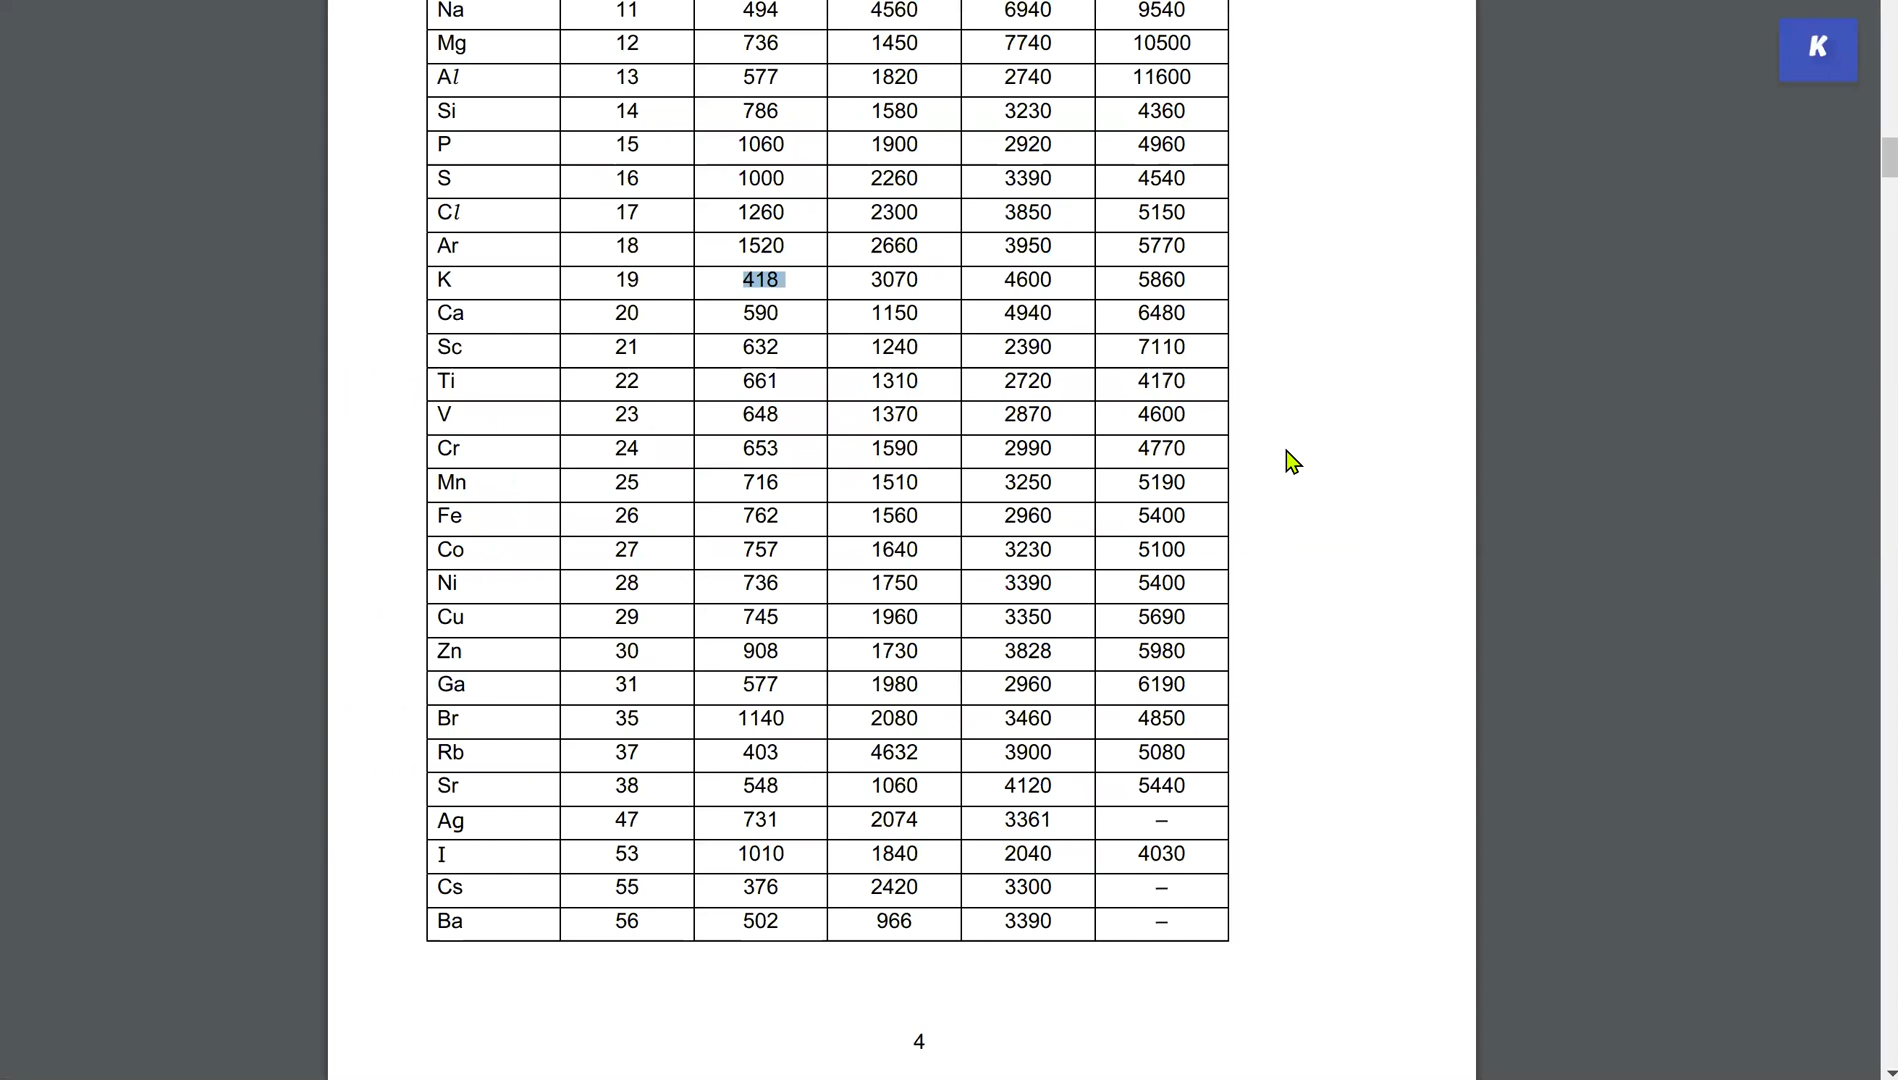 Na 11 494 4560 6940 9540
Mg 12 736 1450 7740 10500
Al 13 577 1820 2740 11600
Si 14 786 1580 3230 4360
P 15 1060 1900 2920 4960
S 16 1000 2260 3390 4540
Cl 17 1260 2300 3850 5150
Ar 18 1520 2660 3950 5770
K 19 418 3070 4600 5860
Ca 20 590 1150 4940 6480
Sc 21 632 1240 2390 7110
Ti 22 661 1310 2720 4170
V 23 648 1370 2870 4600
Cr 24 653 1590 2990 4770
Mn 25 716 1510 3250 5190
Fe 26 762 1560 2960 5400
Co 27 757 1640 3230 5100
Ni 28 736 1750 3390 5400
Cu 29 745 1960 3350 5690
Zn 30 908 1730 3828 5980
Ga 31 577 1980 2960 6190
Br 35 1140 2080 3460 4850
Rb 37 403 4632 3900 5080
Sr 38 548 1060 4120 5440
Ag 47 731 2074 3361 –
I 53 1010 1840 2040 4030
Cs 55 376 2420 3300 –
Ba 56 502 966 3390 –
4
K